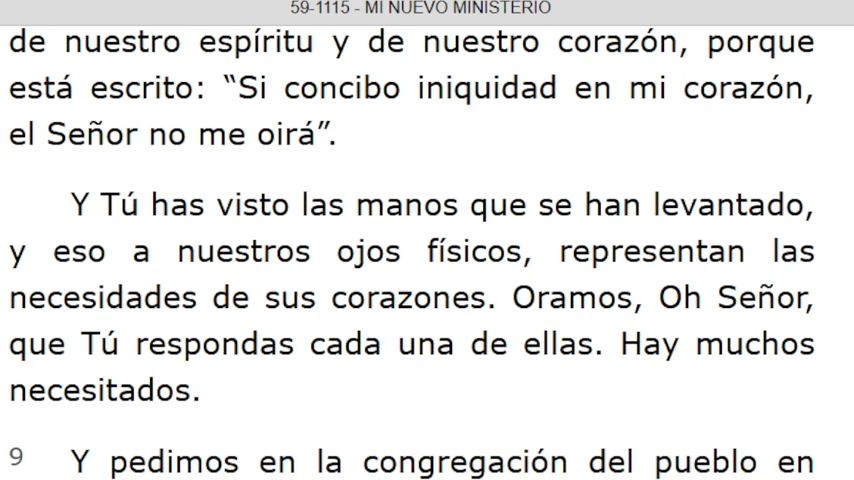 59-1115 - MI NUEVO MINISTERIO
de nuestro espíritu y de nuestro corazón, porque
está escrito: “Si concibo iniquidad en mi corazón,
el Señor no me oirá”.
Y Tú has visto las manos que se han levantado,
y eso a nuestros ojos físicos, representan las
necesidades de sus corazones. Oramos, Oh Señor,
que Tú respondas cada una de ellas. Hay muchos
necesitados.
9 Y pedimos en la congregación del pueblo en